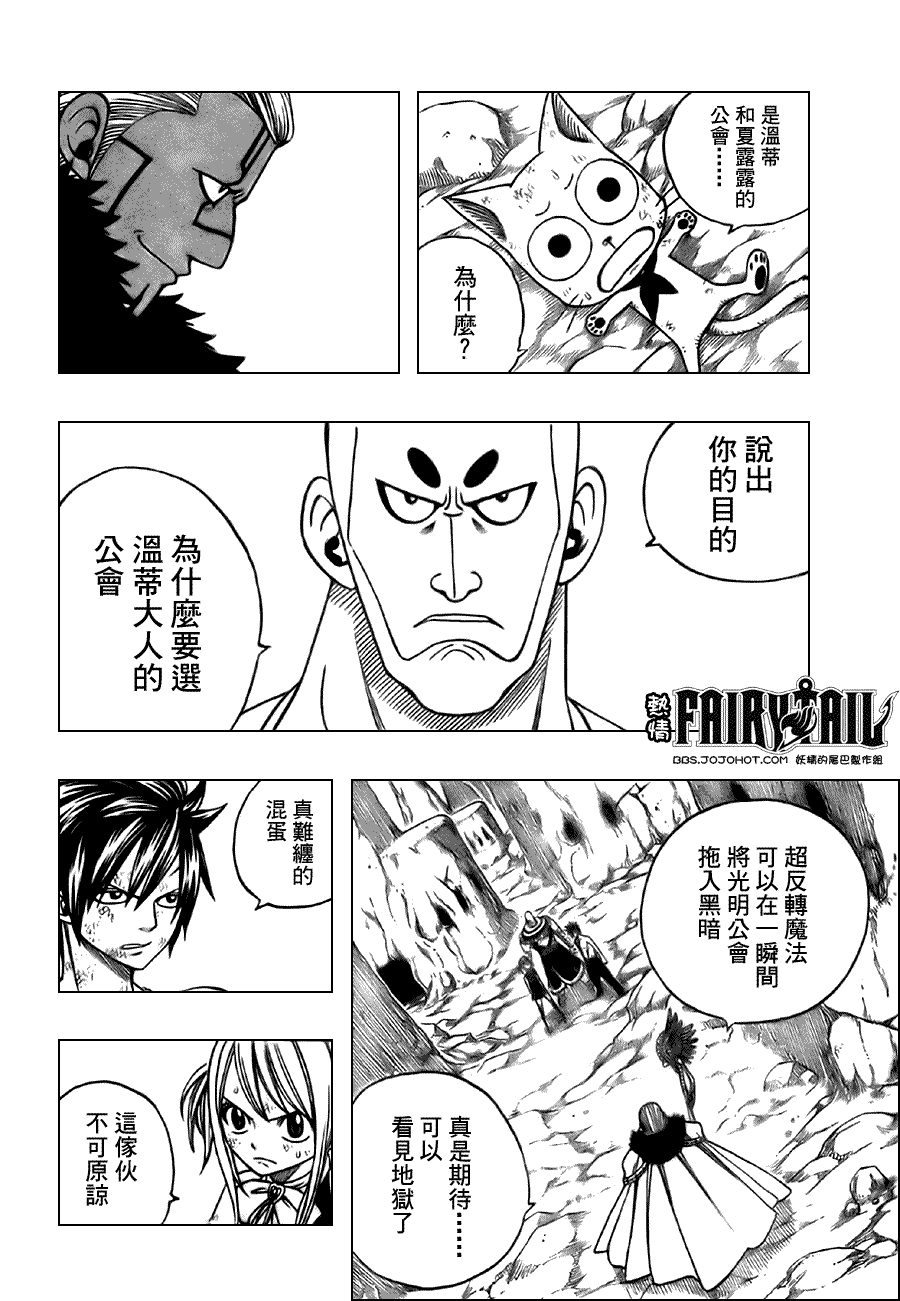 是溫蒂
和夏露露的
公會……
為什麼?
說出
你的目的
為什麼要選
溫蒂大人的
公會
熱情
FAIRY TAIL
BBS.JOJOHOT.COM 妖精的尾巴製作組
超反轉魔法
可以在一瞬間
將光明公會
拖入黑暗
真是期待……
可以
看見地獄了
真難纏的
混蛋
這傢伙
不可原諒